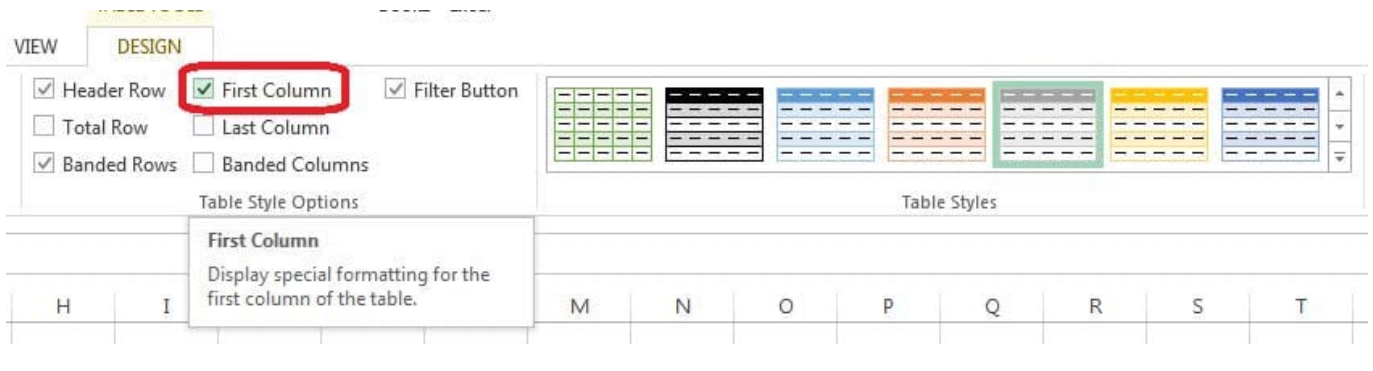 VIEW DESIGN
Header Row First Column Filter Button
Total Row Last Column
Banded Rows Banded Columns
Table Style Options Table Styles
First Column
Display special formatting for the
first column of the table.
H I M N O P Q R S T